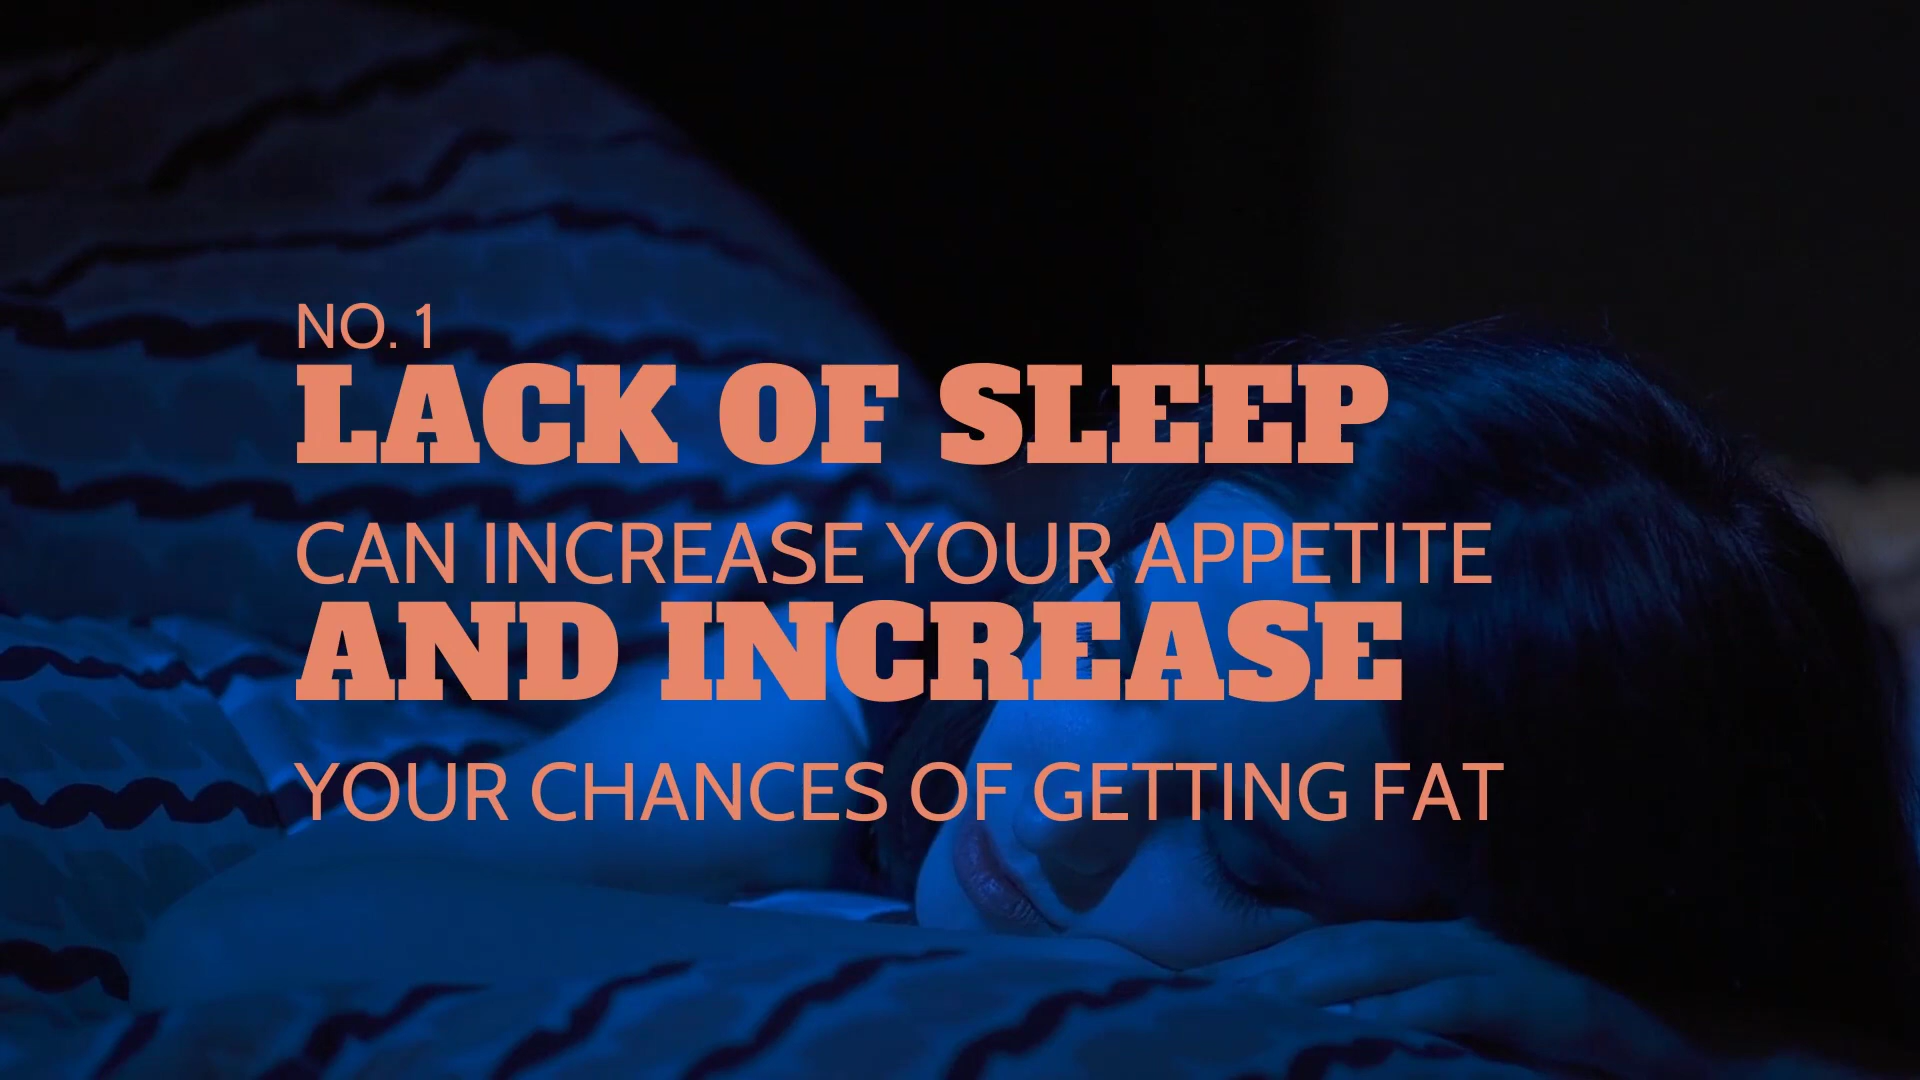 NO. 1
LACK OF SLEEP
CAN INCREASE YOUR APPETITE
AND INCREASE
YOUR CHANCES OF GETTING FAT